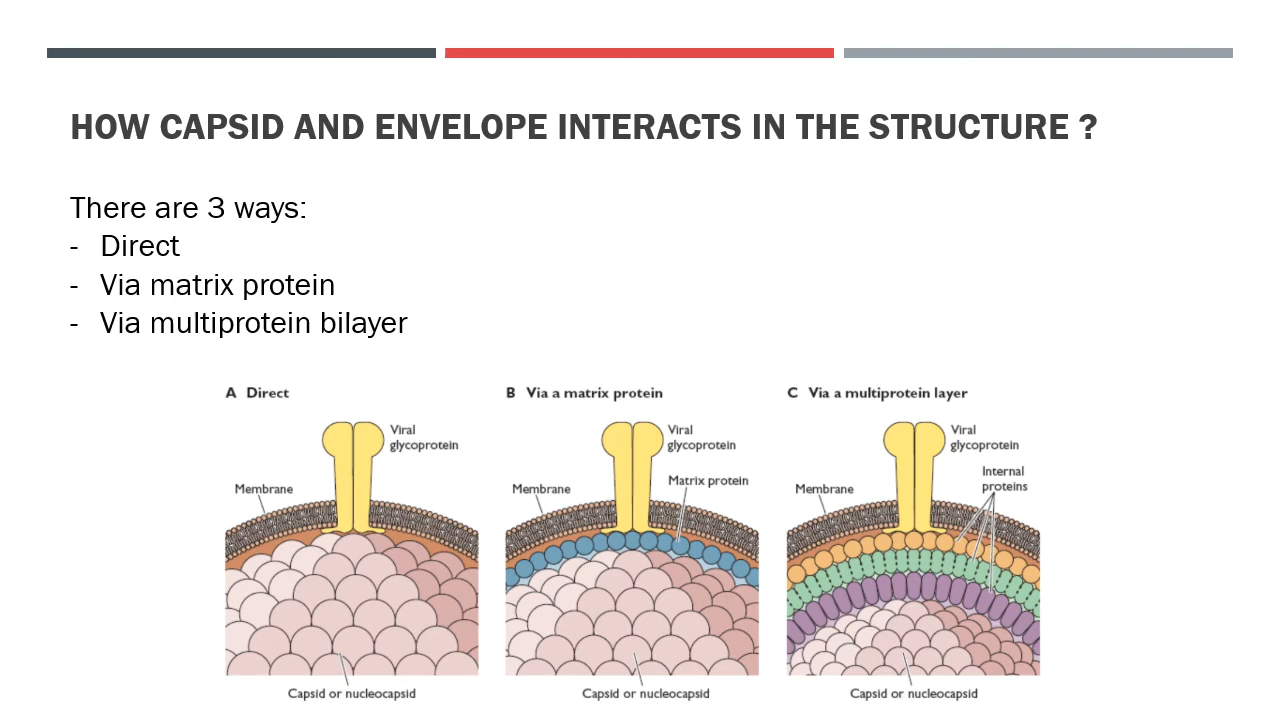 HOW CAPSID AND ENVELOPE INTERACTS IN THE STRUCTURE ?
There are 3 ways:
- Direct
- Via matrix protein
- Via multiprotein bilayer
A Direct
Viral
glycoprotein
Membrane
Capsid or nucleocapsid
B Via a matrix protein
Viral
glycoprotein
Matrix protein
Membrane
Capsid or nucleocapsid
C Via a multiprotein layer
Viral
glycoprotein
Internal
proteins
Membrane
Capsid or nucleocapsid